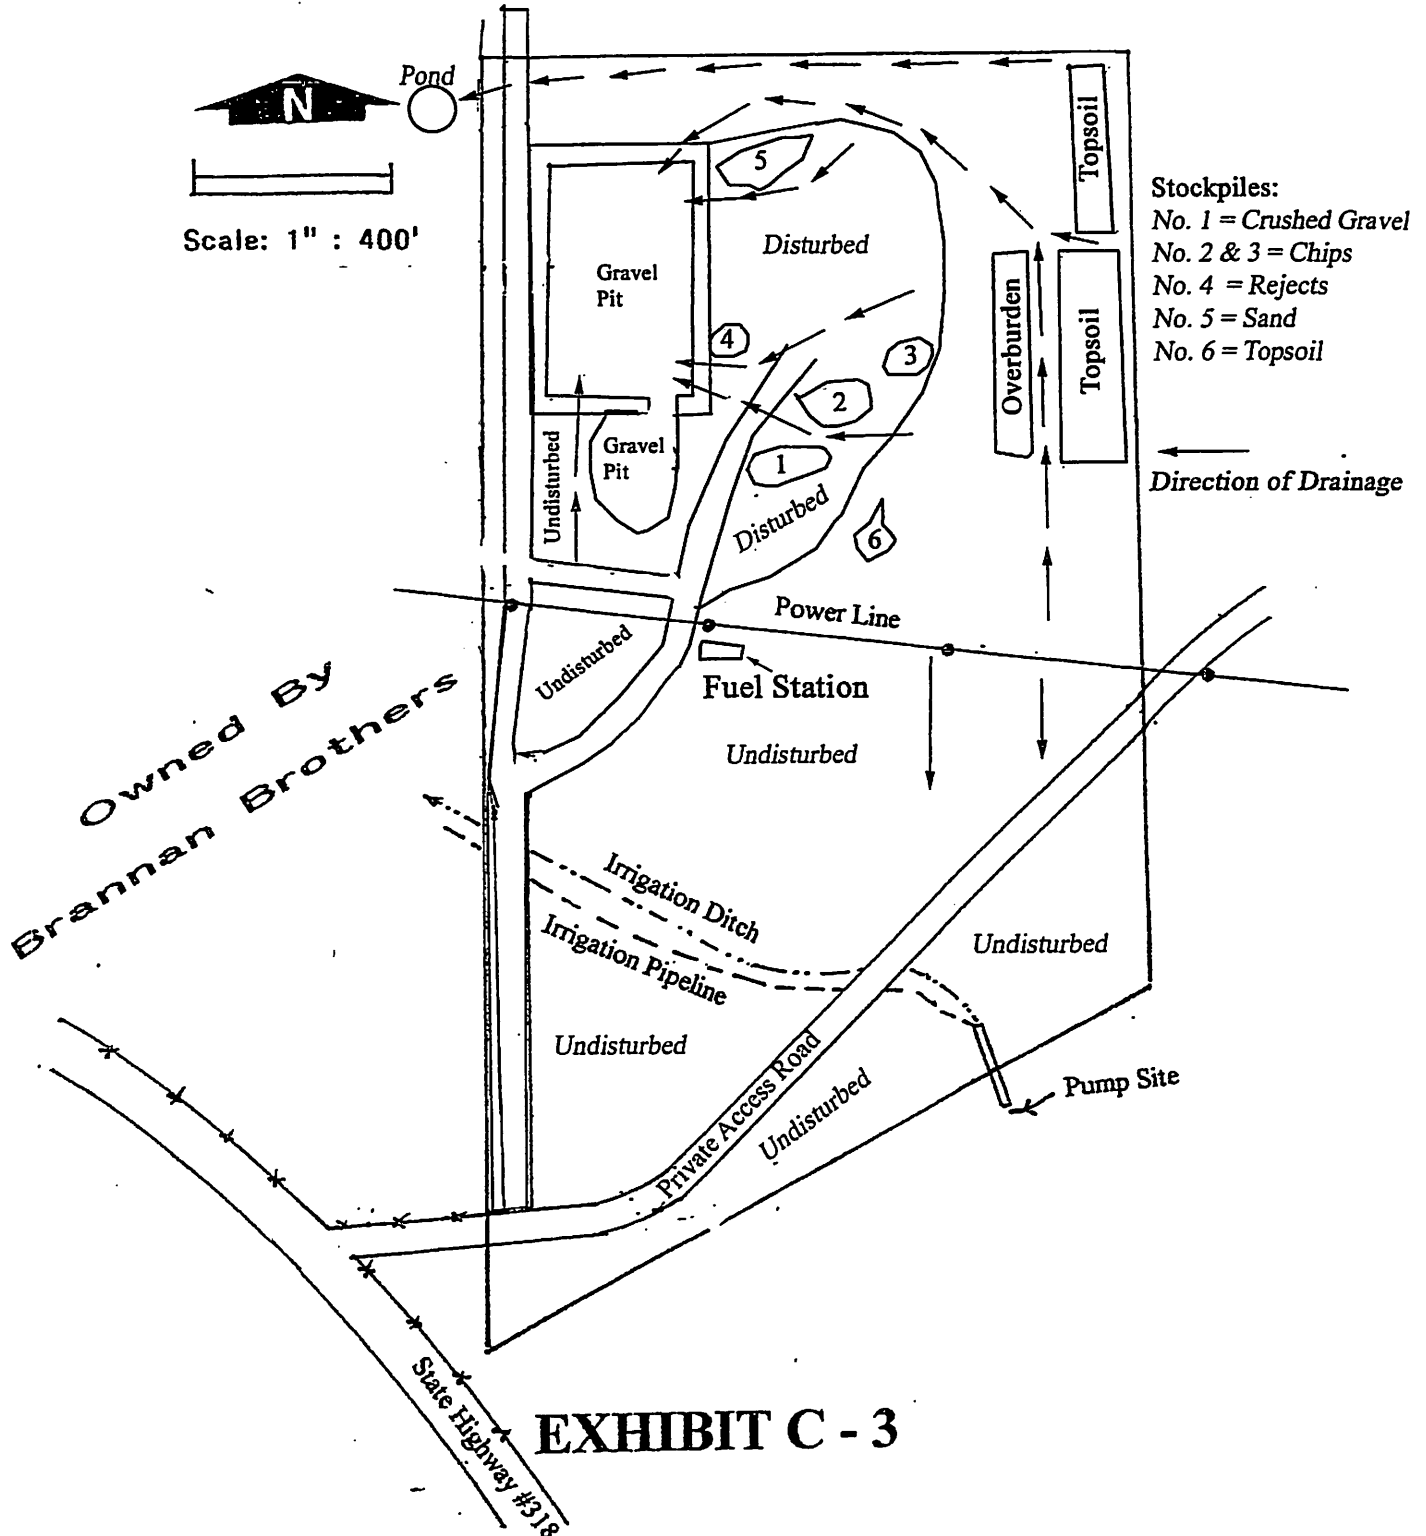 Pond
N
Scale: 1" : 400'
Topsoil
Stockpiles:
No. 1 = Crushed Gravel
No. 2 & 3 = Chips
No. 4 = Rejects
No. 5 = Sand
No. 6 = Topsoil
5
Disturbed
Gravel
Pit
Overburden
Topsoil
4
3
2
Direction of Drainage
Undisturbed
Gravel
Pit
1
Disturbed
6
Power Line
Undisturbed
Fuel Station
Undisturbed
Owned By
Brannan Brothers
Irrigation Ditch
Irrigation Pipeline
Undisturbed
Undisturbed
Private Access Road
Undisturbed
Pump Site
State Highway #318
EXHIBIT C - 3